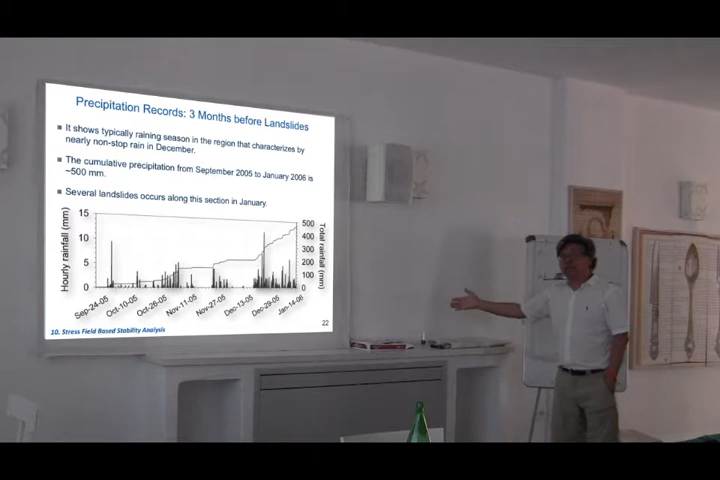 Precipitation Records: 3 Months before Landslides
It shows typically raining season in the region that characterizes by
nearly non-stop rain in December.
The cumulative precipitation from September 2005 to January 2006 is
~500 mm.
Several landslides occurs along this section in January.
Hourly rainfall (mm)
15
10
5
0
500
400
300
200
100
0
Total rainfall (mm)
Sep-24-05
Oct-10-05
Oct-26-05
Nov-11-05
Nov-27-05
Dec-13-05
Dec-29-05
Jan-14-06
10. Stress Field Based Stability Analysis
22